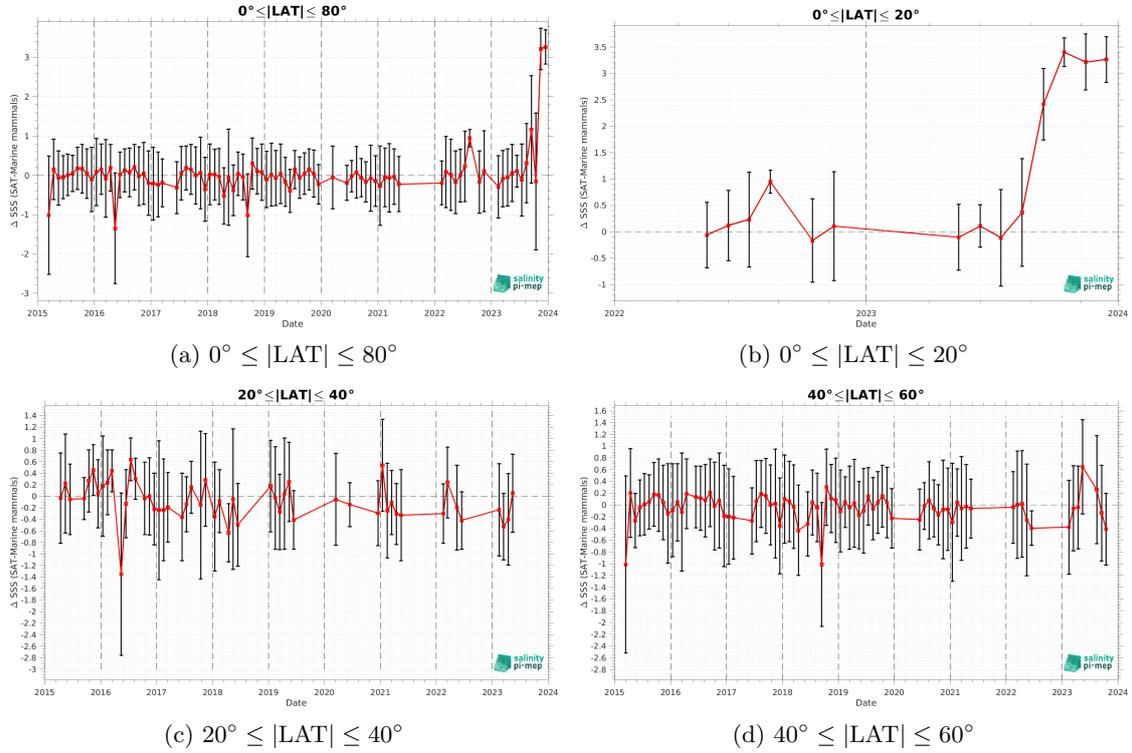 0°≤|LAT|≤ 80°
Δ SSS (SAT-Marine mammals)
3
2
1
0
-1
-2
-3
2015 2016 2017 2018 2019 2020 2021 2022 2023 2024
Date
salinity
pi-mep
(a) 0° ≤ |LAT| ≤ 80°
0°≤|LAT|≤ 20°
Δ SSS (SAT-Marine mammals)
3.5
3
2.5
2
1.5
1
0.5
0
-0.5
-1
2022 2023 2024
Date
salinity
pi-mep
(b) 0° ≤ |LAT| ≤ 20°
20°≤|LAT|≤ 40°
Δ SSS (SAT-Marine mammals)
1.4
1.2
1
0.8
0.6
0.4
0.2
0
-0.2
-0.4
-0.6
-0.8
-1
-1.2
-1.4
-1.6
-1.8
-2
-2.2
-2.4
-2.6
-2.8
-3
2015 2016 2017 2018 2019 2020 2021 2022 2023 2024
Date
salinity
pi-mep
(c) 20° ≤ |LAT| ≤ 40°
40°≤|LAT|≤ 60°
Δ SSS (SAT-Marine mammals)
1.6
1.4
1.2
1
0.8
0.6
0.4
0.2
0
-0.2
-0.4
-0.6
-0.8
-1
-1.2
-1.4
-1.6
-1.8
-2
-2.2
-2.4
-2.6
-2.8
2015 2016 2017 2018 2019 2020 2021 2022 2023 2024
Date
salinity
pi-mep
(d) 40° ≤ |LAT| ≤ 60°